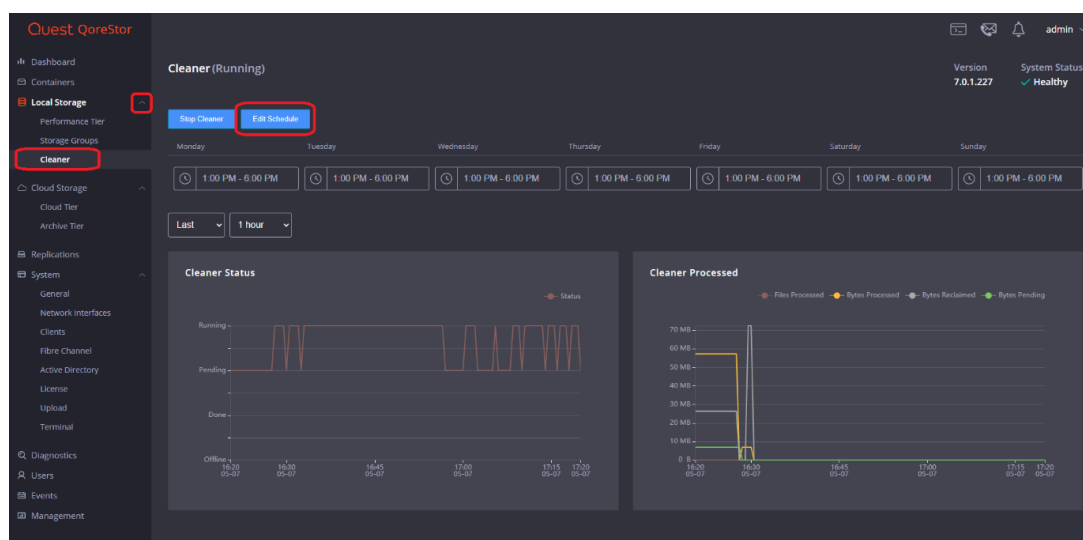 Quest QoreStor
admin
Dashboard
Containers
Local Storage
Performance Tier
Storage Groups
Cleaner
Cloud Storage
Cloud Tier
Archive Tier
Replications
System
General
Network Interfaces
Clients
Fibre Channel
Active Directory
License
Upload
Terminal
Diagnostics
Users
Events
Management
Cleaner (Running)
Version
7.0.1.227
System Status
Healthy
Stop Cleaner
Edit Schedule
Monday Tuesday Wednesday Thursday Friday Saturday Sunday
1:00 PM - 6:00 PM 1:00 PM - 6:00 PM 1:00 PM - 6:00 PM 1:00 PM - 6:00 PM 1:00 PM - 6:00 PM 1:00 PM - 6:00 PM 1:00 PM - 6:00 PM
Last 1 hour
Cleaner Status
Status
Running
Pending
Done
Offline
16:20 16:30 16:45 17:00 17:15 17:20
05-07 05-07 05-07 05-07 05-07 05-07
Cleaner Processed
Files Processed Bytes Processed Bytes Reclaimed Bytes Pending
70 MB
60 MB
50 MB
40 MB
30 MB
20 MB
10 MB
0 B
16:20 16:30 16:45 17:00 17:15 17:20
05-07 05-07 05-07 05-07 05-07 05-07